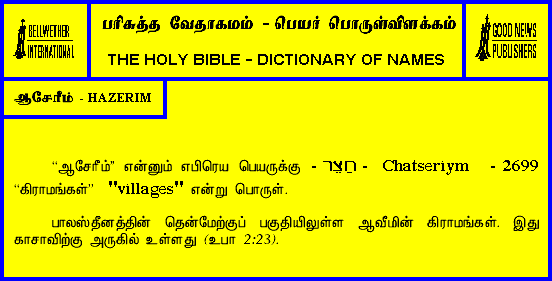 BELLWETHER
INTERNATIONAL
பரிசுத்த வேதாகமம் - பெயர் பொருள்விளக்கம்
THE HOLY BIBLE - DICTIONARY OF NAMES
GOOD NEWS
PUBLISHERS
ஆசேரீம் - HAZERIM
“ஆசேரீம்” என்னும் எபிரெய பெயருக்கு - חֲצֵר - Chatseriym - 2699
“கிராமங்கள்” "villages" என்று பொருள்.
பாலஸ்தீனத்தின் தென்மேற்குப் பகுதியிலுள்ள ஆவீமின் கிராமங்கள். இது
காசாவிற்கு அருகில் உள்ளது (உபா 2:23).